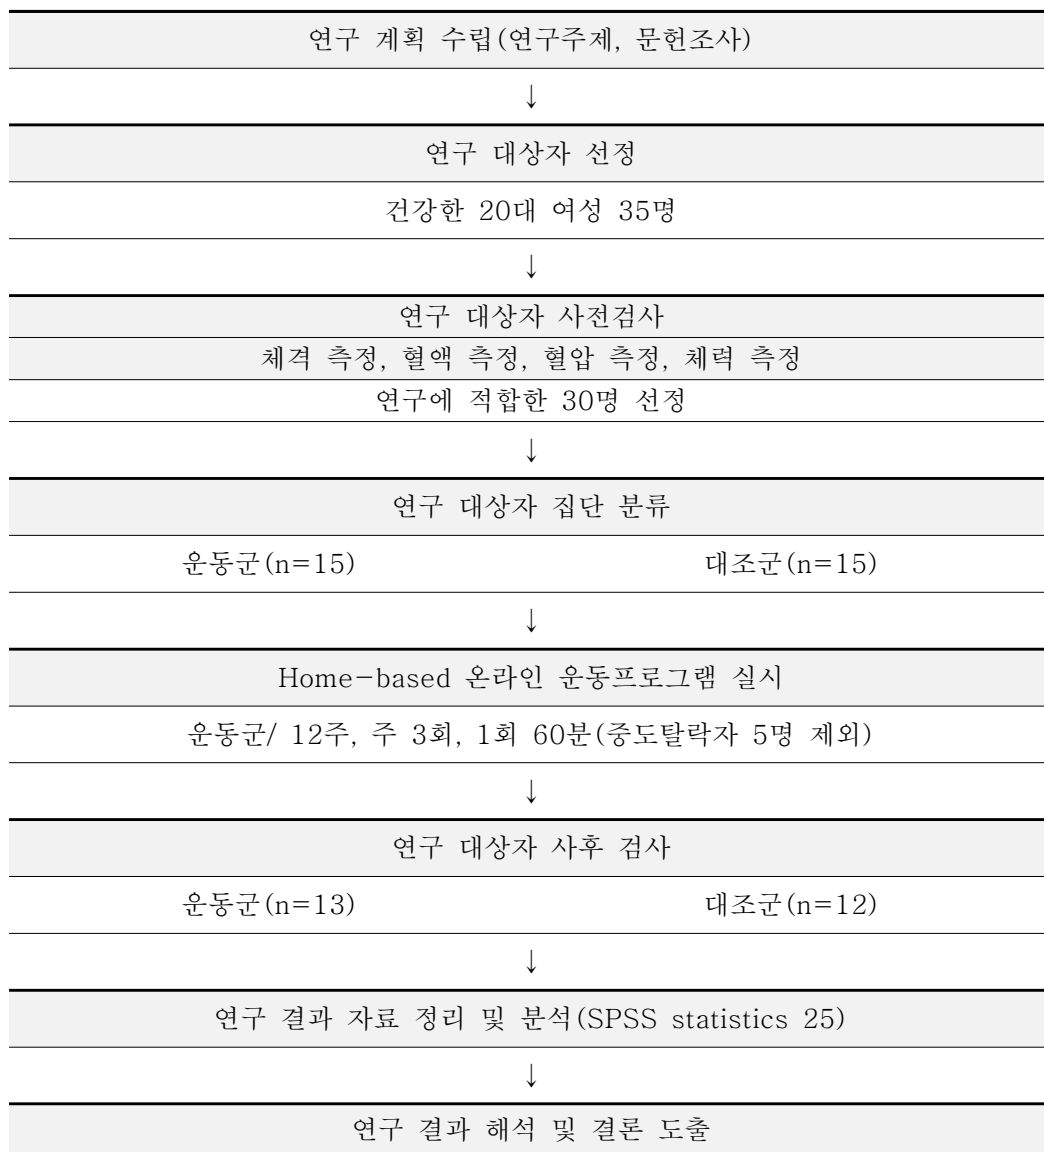 연구 계획 수립(연구주제, 문헌조사)
↓
연구 대상자 선정
건강한 20대 여성 35명
↓
연구 대상자 사전검사
체격 측정, 혈액 측정, 혈압 측정, 체력 측정
연구에 적합한 30명 선정
↓
연구 대상자 집단 분류
운동군(n=15) 대조군(n=15)
↓
Home-based 온라인 운동프로그램 실시
운동군/ 12주, 주 3회, 1회 60분(중도탈락자 5명 제외)
↓
연구 대상자 사후 검사
운동군(n=13) 대조군(n=12)
↓
연구 결과 자료 정리 및 분석(SPSS statistics 25)
↓
연구 결과 해석 및 결론 도출